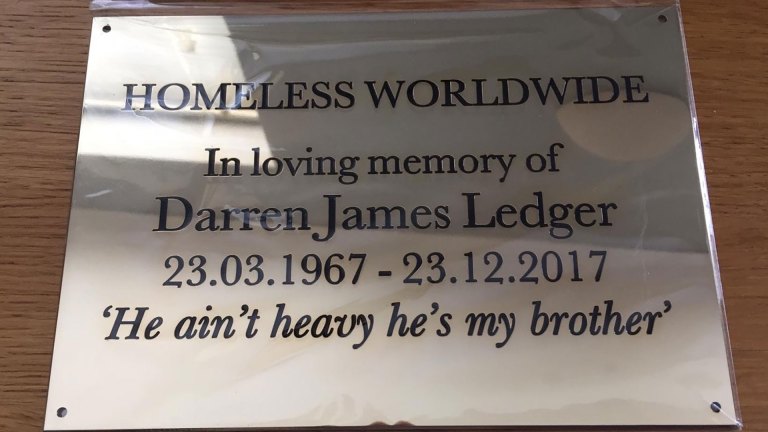 HOMELESS WORLDWIDE
In loving memory of
Darren James Ledger
23.03.1967 - 23.12.2017
‘He ain’t heavy he’s my brother’